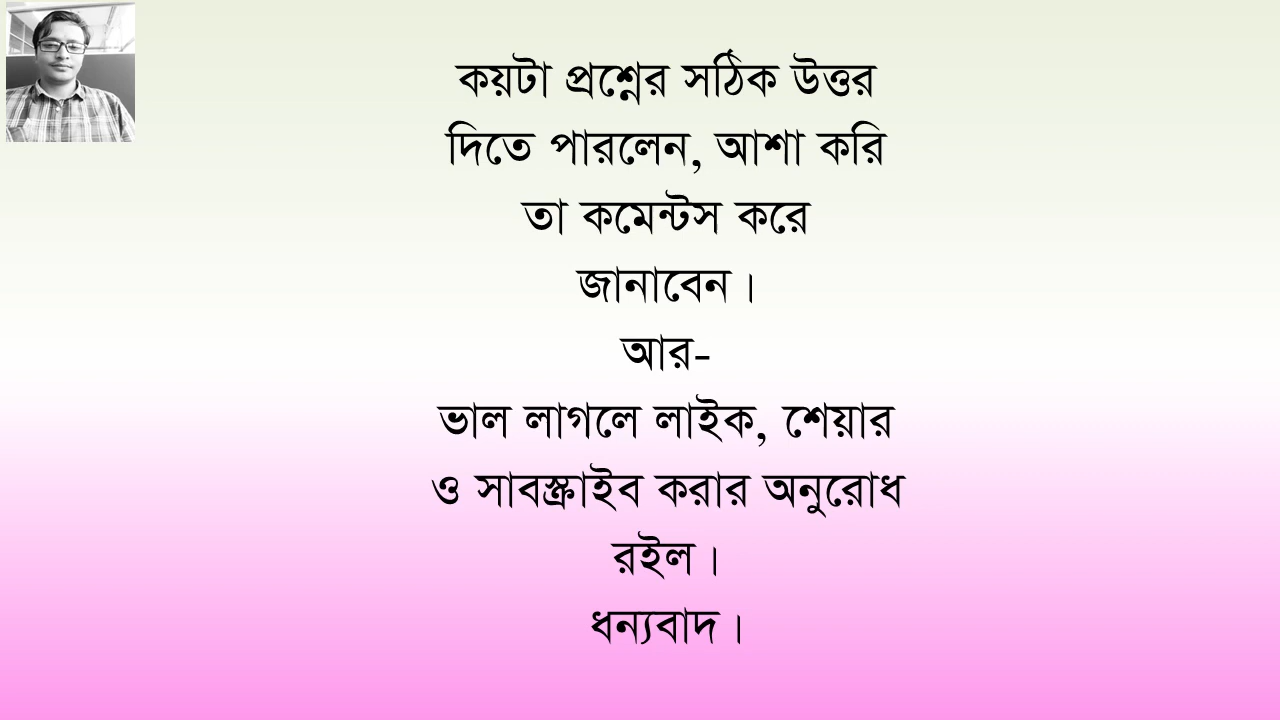 কয়টা প্রশ্নের সঠিক উত্তর
দিতে পারলেন, আশা করি
তা কমেন্টস করে
জানাবেন।
আর-
ভাল লাগলে লাইক, শেয়ার
ও সাবস্ক্রাইব করার অনুরোধ
রইল।
ধন্যবাদ।